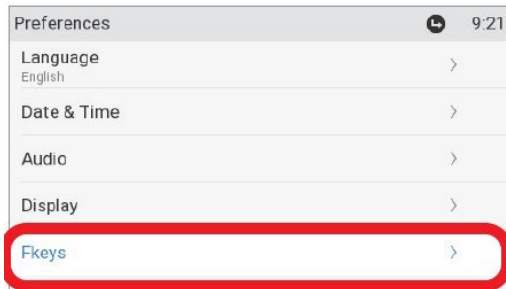 Preferences 9:21
Language
English
Date & Time
Audio
Display
Fkeys